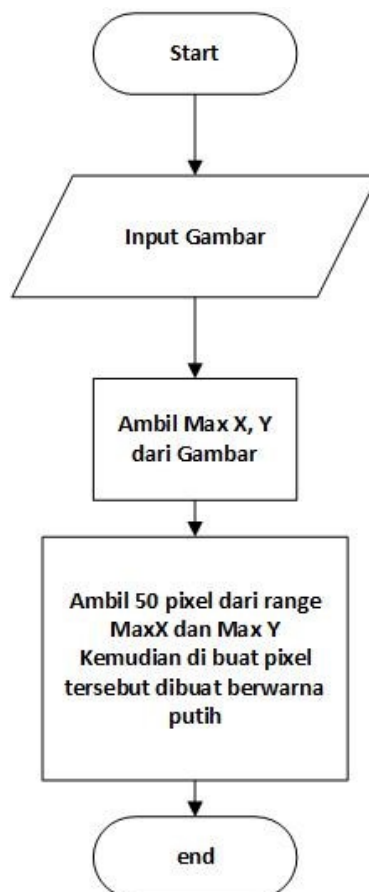 Start
Input Gambar
Ambil Max X, Y
dari Gambar
Ambil 50 pixel dari range
MaxX dan Max Y
Kemudian di buat pixel
tersebut dibuat berwarna
putih
end